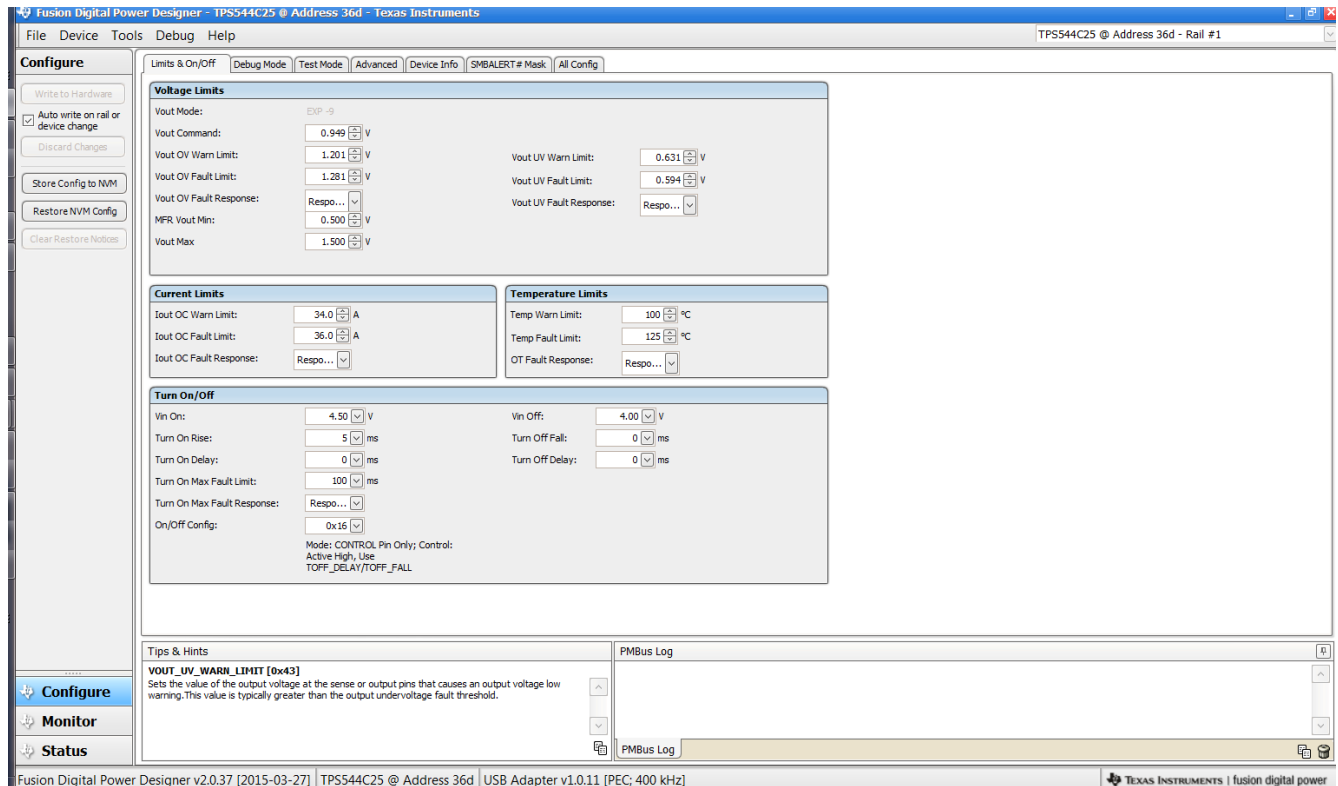 Fusion Digital Power Designer - TPS544C25 @ Address 36d - Texas Instruments
File Device Tools Debug Help
TPS544C25 @ Address 36d - Rail #1
Configure
Limits & On/Off Debug Mode Test Mode Advanced Device Info SMBALERT# Mask All Config
Write to Hardware
Auto write on rail or
device change
Discard Changes
Store Config to NVM
Restore NVM Config
Clear Restore Notices
Voltage Limits
Vout Mode: EXP -9
Vout Command: 0.949 V
Vout OV Warn Limit: 1.201 V
Vout UV Warn Limit: 0.631 V
Vout OV Fault Limit: 1.281 V
Vout UV Fault Limit: 0.594 V
Vout OV Fault Response: Respo...
Vout UV Fault Response: Respo...
MFR Vout Min: 0.500 V
Vout Max 1.500 V
Current Limits
Iout OC Warn Limit: 34.0 A
Iout OC Fault Limit: 36.0 A
Iout OC Fault Response: Respo...
Temperature Limits
Temp Warn Limit: 100 ºC
Temp Fault Limit: 125 ºC
OT Fault Response: Respo...
Turn On/Off
Vin On: 4.50 V
Vin Off: 4.00 V
Turn On Rise: 5 ms
Turn Off Fall: 0 ms
Turn On Delay: 0 ms
Turn Off Delay: 0 ms
Turn On Max Fault Limit: 100 ms
Turn On Max Fault Response: Respo...
On/Off Config: 0x16
Mode: CONTROL Pin Only; Control:
Active High, Use
TOFF_DELAY/TOFF_FALL
Tips & Hints
VOUT_UV_WARN_LIMIT [0x43]
Sets the value of the output voltage at the sense or output pins that causes an output voltage low
warning.This value is typically greater than the output undervoltage fault threshold.
PMBus Log
PMBus Log
Configure
Monitor
Status
Fusion Digital Power Designer v2.0.37 [2015-03-27] TPS544C25 @ Address 36d USB Adapter v1.0.11 [PEC; 400 kHz]
TEXAS INSTRUMENTS | fusion digital power